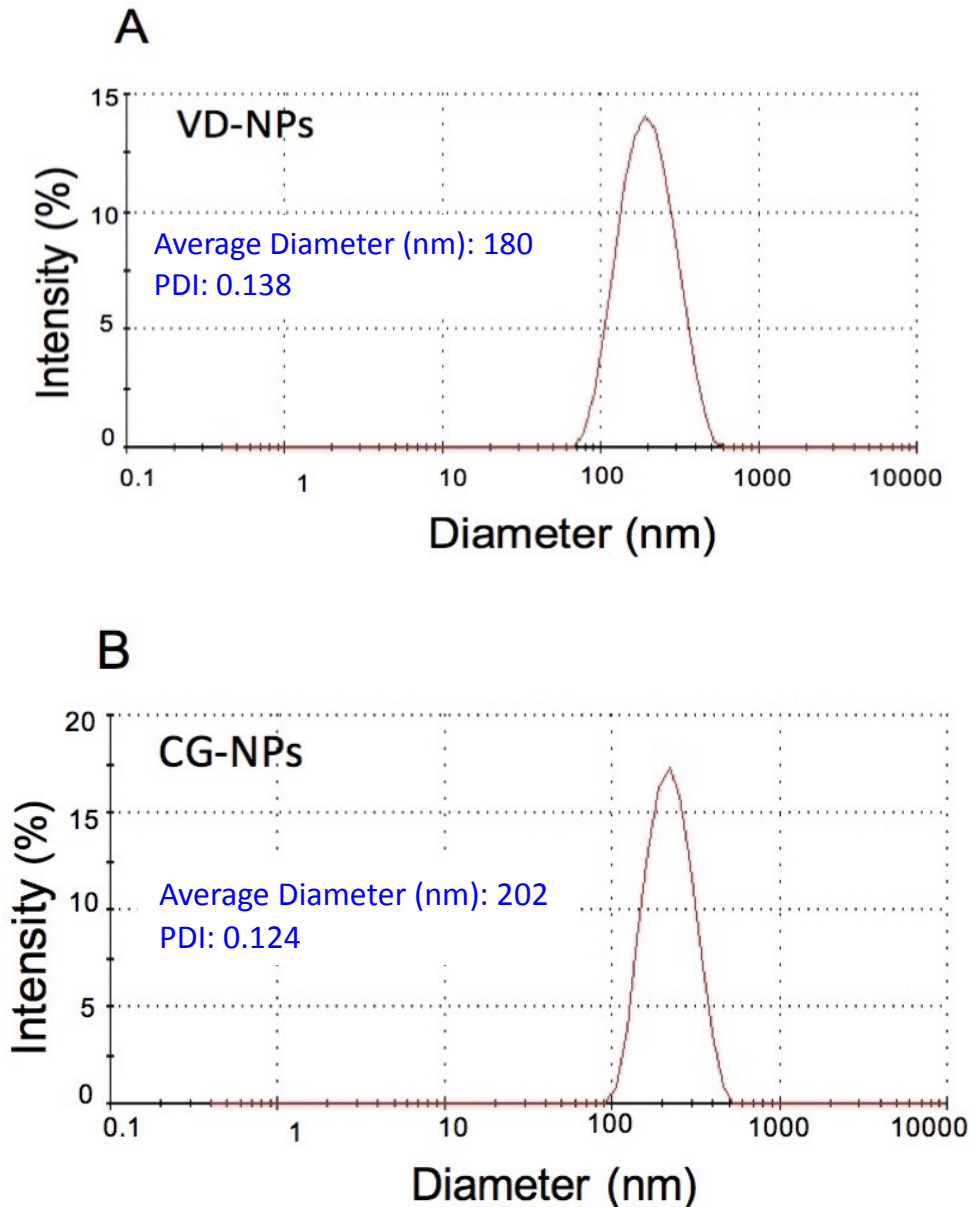 A
15
VD-NPs
10
Average Diameter (nm): 180
PDI: 0.138
5
0
Intensity (%)
0.1 1 10 100 1000 10000
Diameter (nm)
B
20
CG-NPs
15
Average Diameter (nm): 202
10
PDI: 0.124
5
0
Intensity (%)
0.1 1 10 100 1000 10000
Diameter (nm)